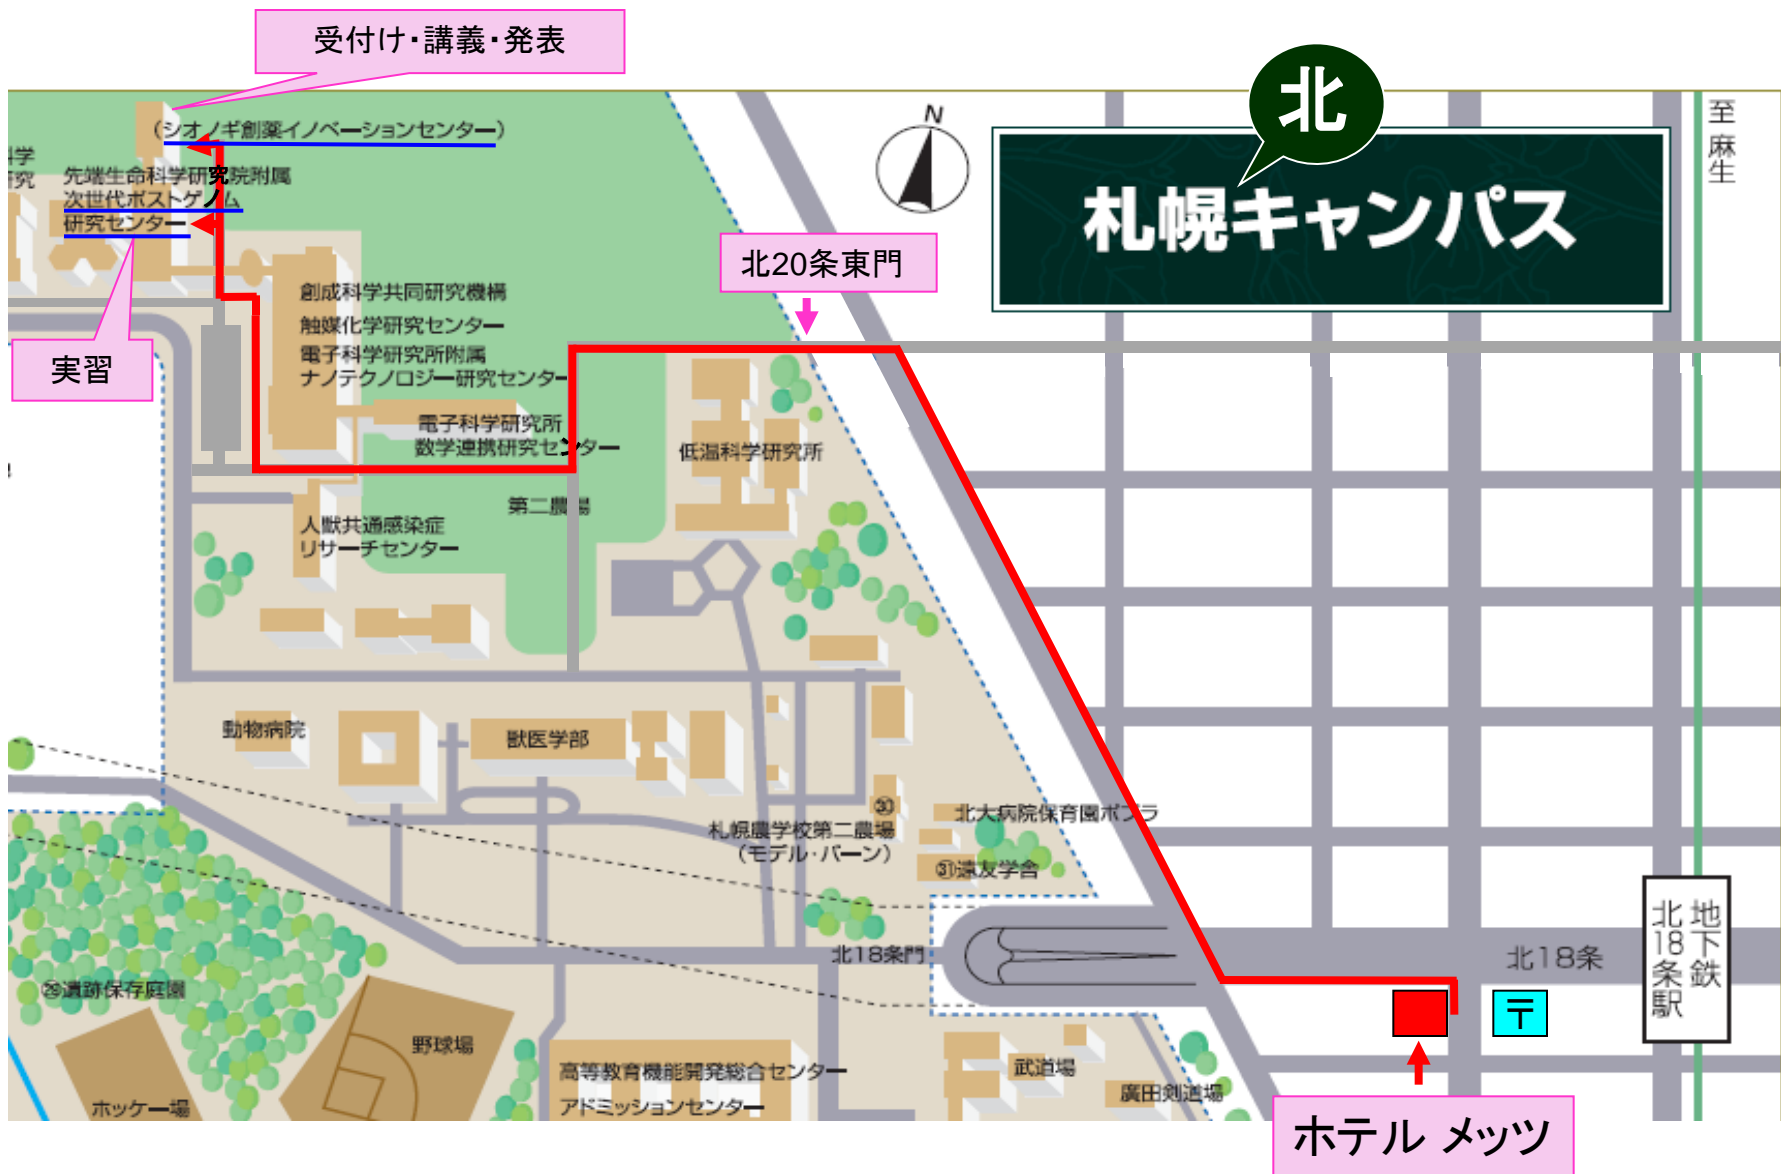 受付け・講義・発表
北
札幌キャンパス
N
至 麻生
(シオノギ創薬イノベーションセンター)
先端生命科学研究院附属
次世代ポストゲノム
研究センター
北20条東門
実習
創成科学共同研究機構
触媒化学研究センター
電子科学研究所附属
ナノテクノロジー研究センター
電子科学研究所
数学連携研究センター
低温科学研究所
第二農場
人獣共通感染症
リサーチセンター
動物病院
獣医学部
㉚
札幌農学校第二農場
(モデル・バーン)
北大病院保育園ポプラ
㉛遠友学舎
北18条門
北18条
地下鉄
北18条駅
〒
㉙遺跡保存庭園
野球場
ホッケー場
高等教育機能開発総合センター
アドミッションセンター
武道場
廣田剣道場
ホテル メッツ